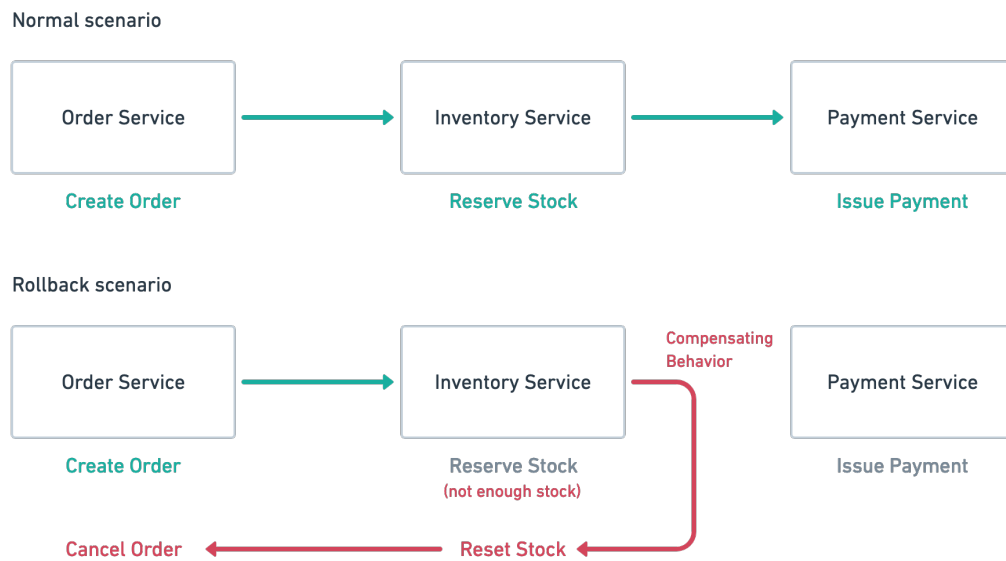 Normal scenario
Order Service
Inventory Service
Payment Service
Create Order
Reserve Stock
Issue Payment
Rollback scenario
Compensating
Behavior
Order Service
Inventory Service
Payment Service
Create Order
Reserve Stock
Issue Payment
(not enough stock)
Cancel Order
Reset Stock